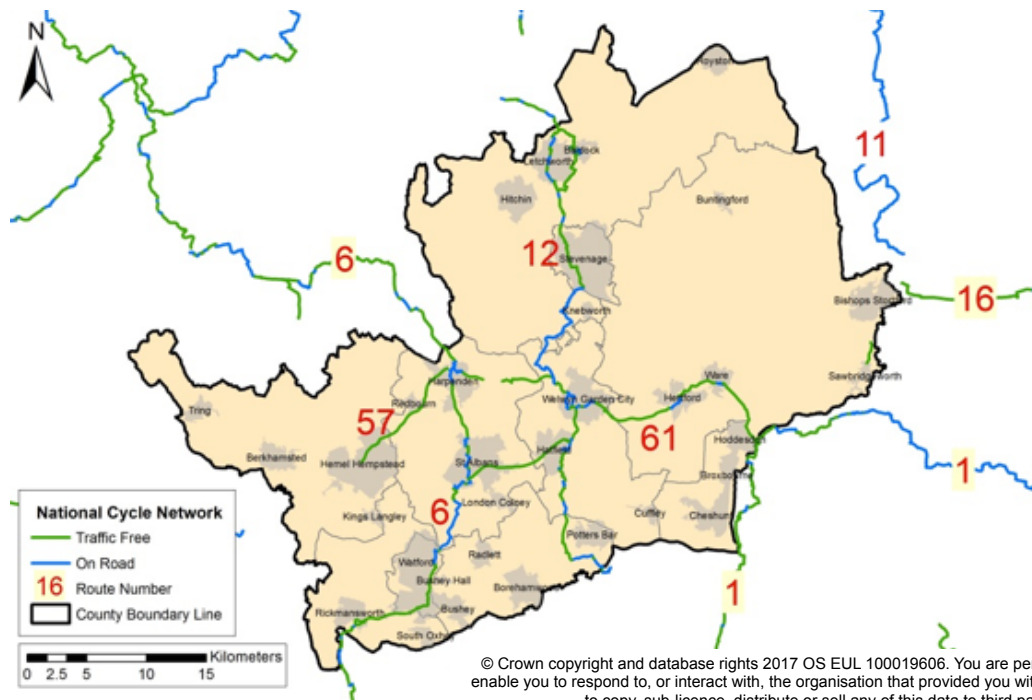 N
Royston
11
Baldock
Letchworth
Hitchin
Buntingford
12
Stevenage
6
Bishops Stortford
16
Knebworth
Harpenden
Ware
Sawbridgeworth
Tring
Redbourn
Welwyn Garden City
Hertford
57
61
Hoddesdon
Berkhamsted
Hemel Hempstead
St Albans
Hatfield
Broxbourne
1
London Colney
6
Kings Langley
Cuffley
Cheshunt
Potters Bar
Radlett
Watford
Bushey Hall
Borehamwood
1
Rickmansworth
Bushey
South Oxhey
National Cycle Network
Traffic Free
On Road
16 Route Number
County Boundary Line
Kilometers
0 2.5 5 10 15
© Crown copyright and database rights 2017 OS EUL 100019606. You are pe
enable you to respond to, or interact with, the organisation that provided you wi
to copy, sub-licence, distribute or sell any of this data to third p